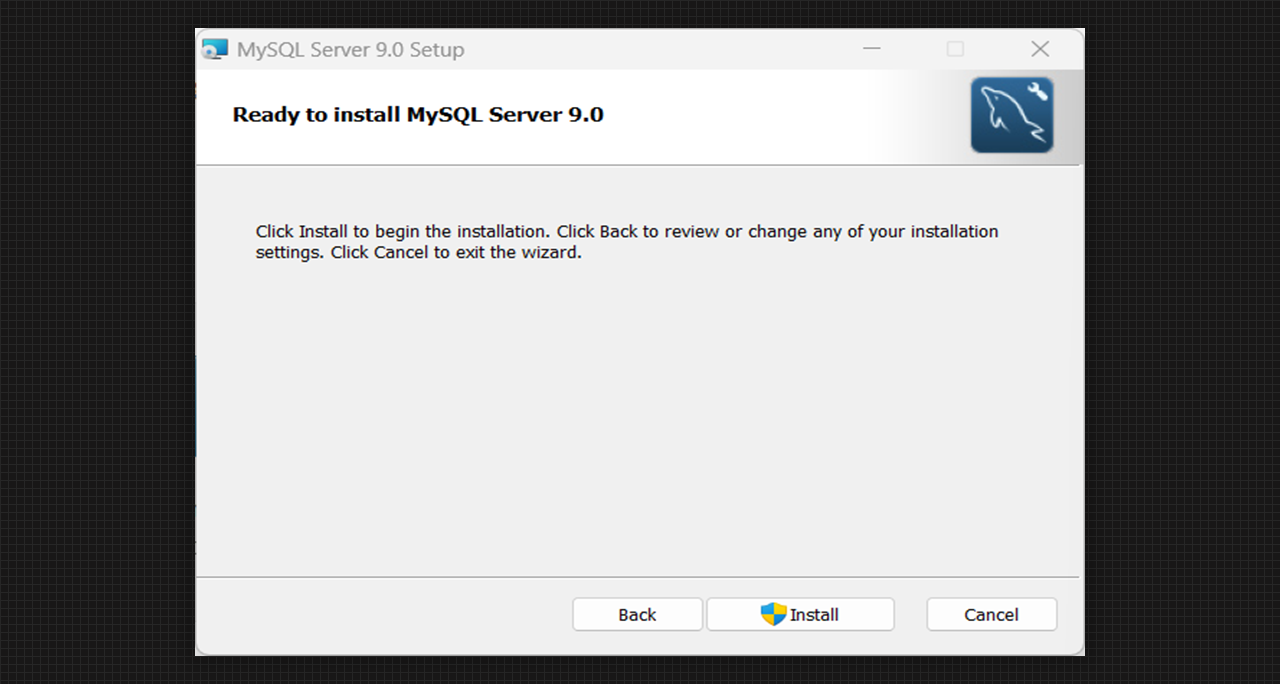 MySQL Server 9.0 Setup
Ready to install MySQL Server 9.0
Click Install to begin the installation. Click Back to review or change any of your installation
settings. Click Cancel to exit the wizard.
Back
Install
Cancel